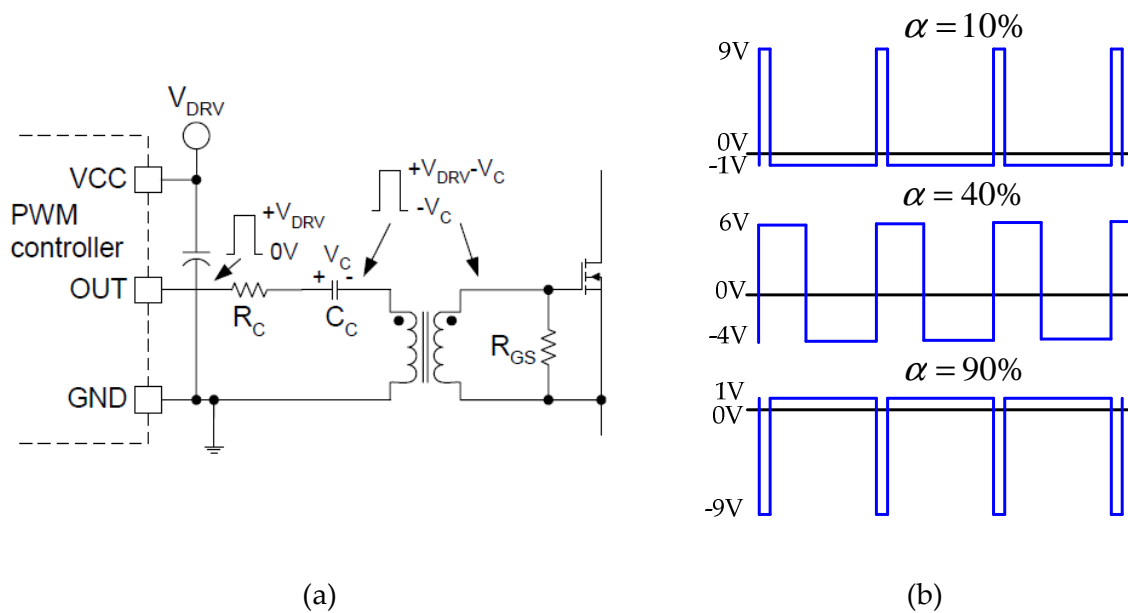 V_DRV
VCC
PWM
controller
OUT
GND
+V_DRV
0V
R_C
V_C
+ -
C_C
+V_DRV-V_C
-V_C
R_GS
(a)
α = 10%
9V
0V
-1V
α = 40%
6V
0V
-4V
α = 90%
1V
0V
-9V
(b)